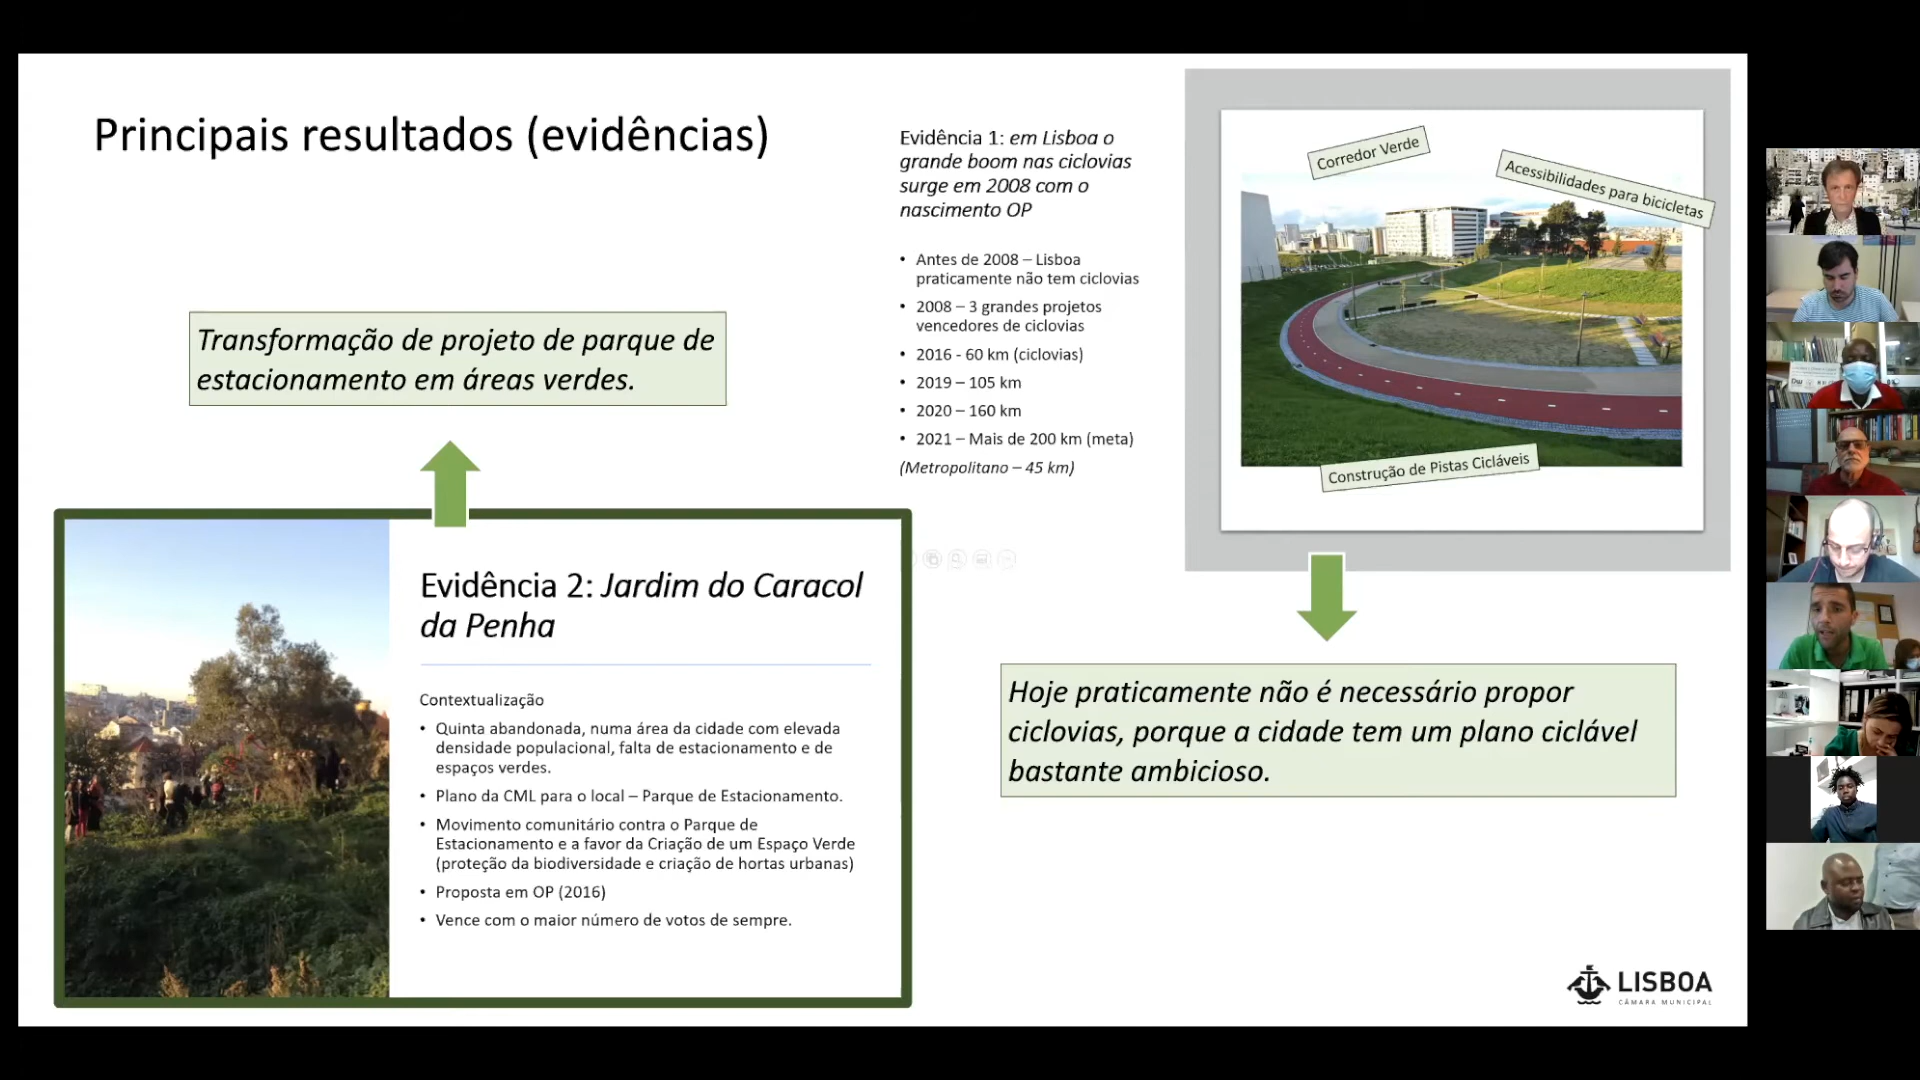 Principais resultados (evidências)
Transformação de projeto de parque de
estacionamento em áreas verdes.
Evidência 2: Jardim do Caracol
da Penha
Contextualização
• Quinta abandonada, numa área da cidade com elevada
densidade populacional, falta de estacionamento e de
espaços verdes.
• Plano da CML para o local – Parque de Estacionamento.
• Movimento comunitário contra o Parque de
Estacionamento e a favor da Criação de um Espaço Verde
(proteção da biodiversidade e criação de hortas urbanas)
• Proposta em OP (2016)
• Vence com o maior número de votos de sempre.
Evidência 1: em Lisboa o
grande boom nas ciclovias
surge em 2008 com o
nascimento OP
• Antes de 2008 – Lisboa
praticamente não tem ciclovias
• 2008 – 3 grandes projetos
vencedores de ciclovias
• 2016 - 60 km (ciclovias)
• 2019 – 105 km
• 2020 – 160 km
• 2021 – Mais de 200 km (meta)
(Metropolitano – 45 km)
Corredor Verde
Acessibilidades para bicicletas
Construção de Pistas Cicláveis
Hoje praticamente não é necessário propor
ciclovias, porque a cidade tem um plano ciclável
bastante ambicioso.
LISBOA
CÂMARA MUNICIPAL